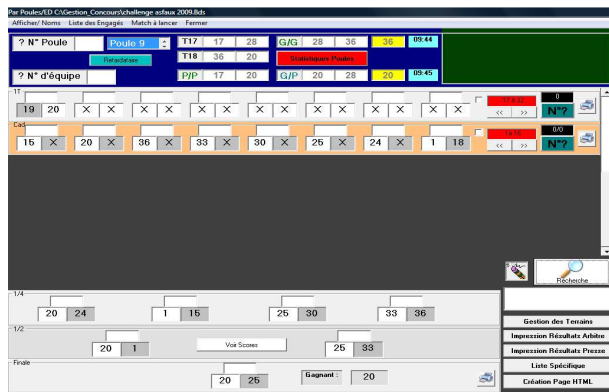 Par Poules/ED C:\Gestion_Concours\challenge asfaux 2009.Bds
Afficher/ Noms Liste des Engagés Match à lancer Fermer
? N° Poule Poule 9 T17 17 28 G/G 28 36 36 09:44
Retardataire T18 36 20 Statistiques Poules
? N° d'équipe P/P 17 20 G/P 20 28 20 09:45
1T
19 20 X X X X X X X X X X X X X X 0
<< >> N°?
Cad
15 X 20 X 36 X 33 X 30 X 25 X 24 X 1 18 0/0
<< >> N°?
Recherche
1/4
20 24 1 15 25 30 33 36
Gestion des Terrains
1/2
20 1 Voir Scores 25 33
Impression Résultats Arbitre
Impression Résultats Presse
Finale
20 25 Gagnant : 20
Liste Spécifique
Création Page HTML